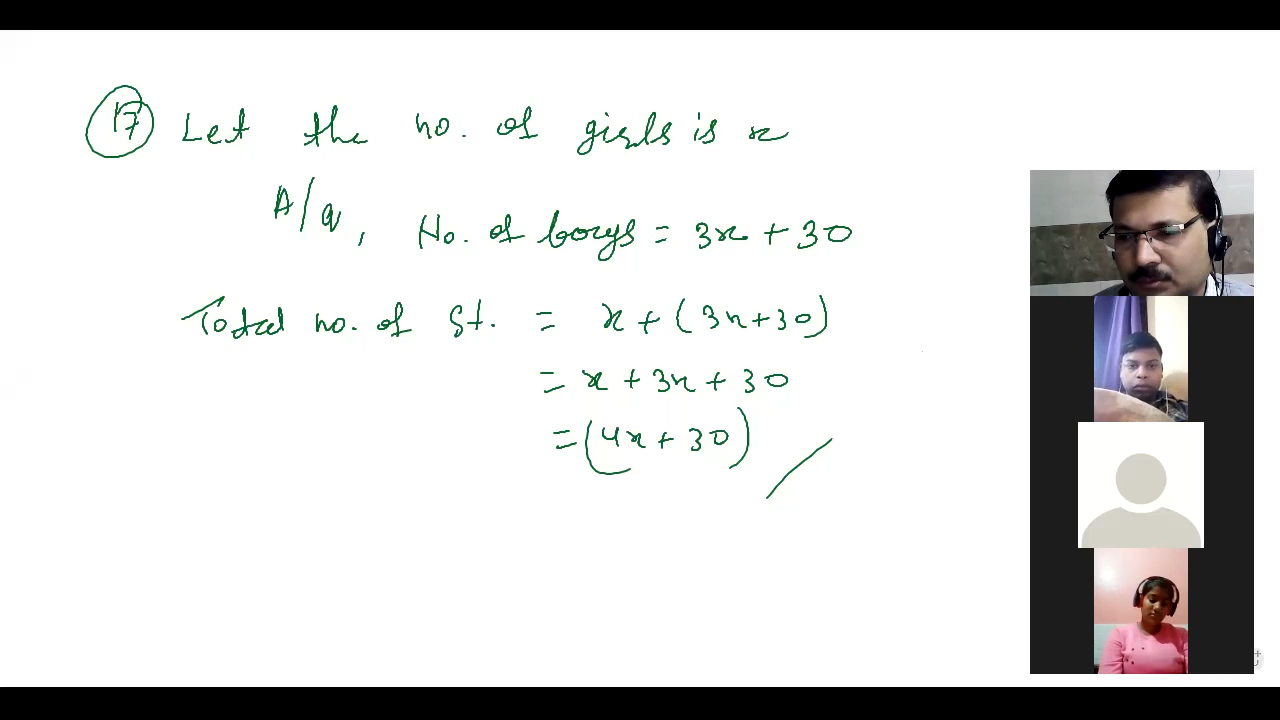 17 Let the no. of girls is x
A/q, No. of boys = 3x + 30
Total no. of St. = x + (3x + 30)
= x + 3x + 30
= (4x + 30)